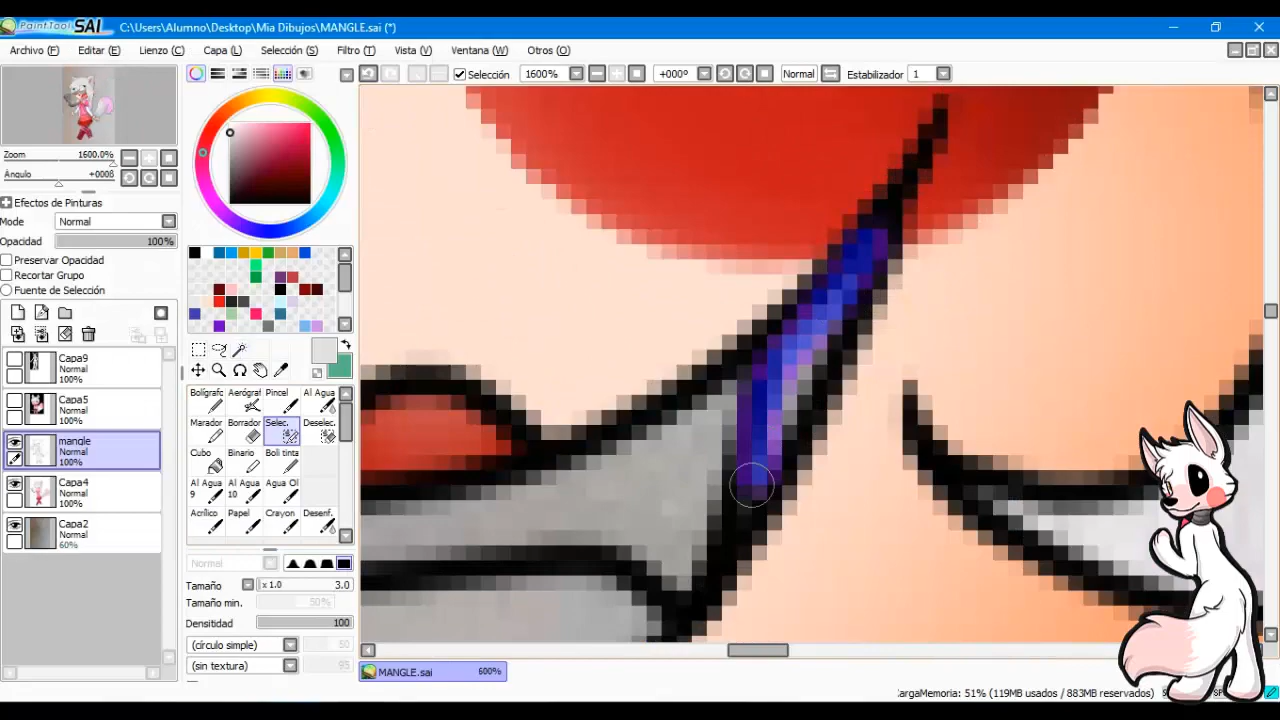 PaintTool SAI C:\Users\Alumno\Desktop\Mia Dibujos\MANGLE.sai (*)
Archivo (F) Editar (E) Lienzo (C) Capa (L) Selección (S) Filtro (T) Vista (V) Ventana (W) Otros (O)
Selección 1600% +000º Normal Estabilizador 1
Zoom 1600.0%
Ángulo +000ß
Efectos de Pinturas
Mode Normal
Opacidad 100%
Preservar Opacidad
Recortar Grupo
Fuente de Selección
Capa9
Normal
100%
Capa5
Normal
100%
mangle
Normal
100%
Capa4
Normal
100%
Capa2
Normal
60%
Bolígrafc Aerógraf Pincel Al Agua
Marador Borrador Selec. Deselec.
Cubo Binario Boli tinta
Al Agua 9 Al Agua 10 Agua Ol
Acrílico Papel Crayon Desenf.
Normal
Tamaño x 1.0 3.0
Tamaño min. 50%
Densitidad 100
(círculo simple) 50
(sin textura) 95
MANGLE.sai 600%
CargaMemoria: 51% (119MB usados / 883MB reservados)